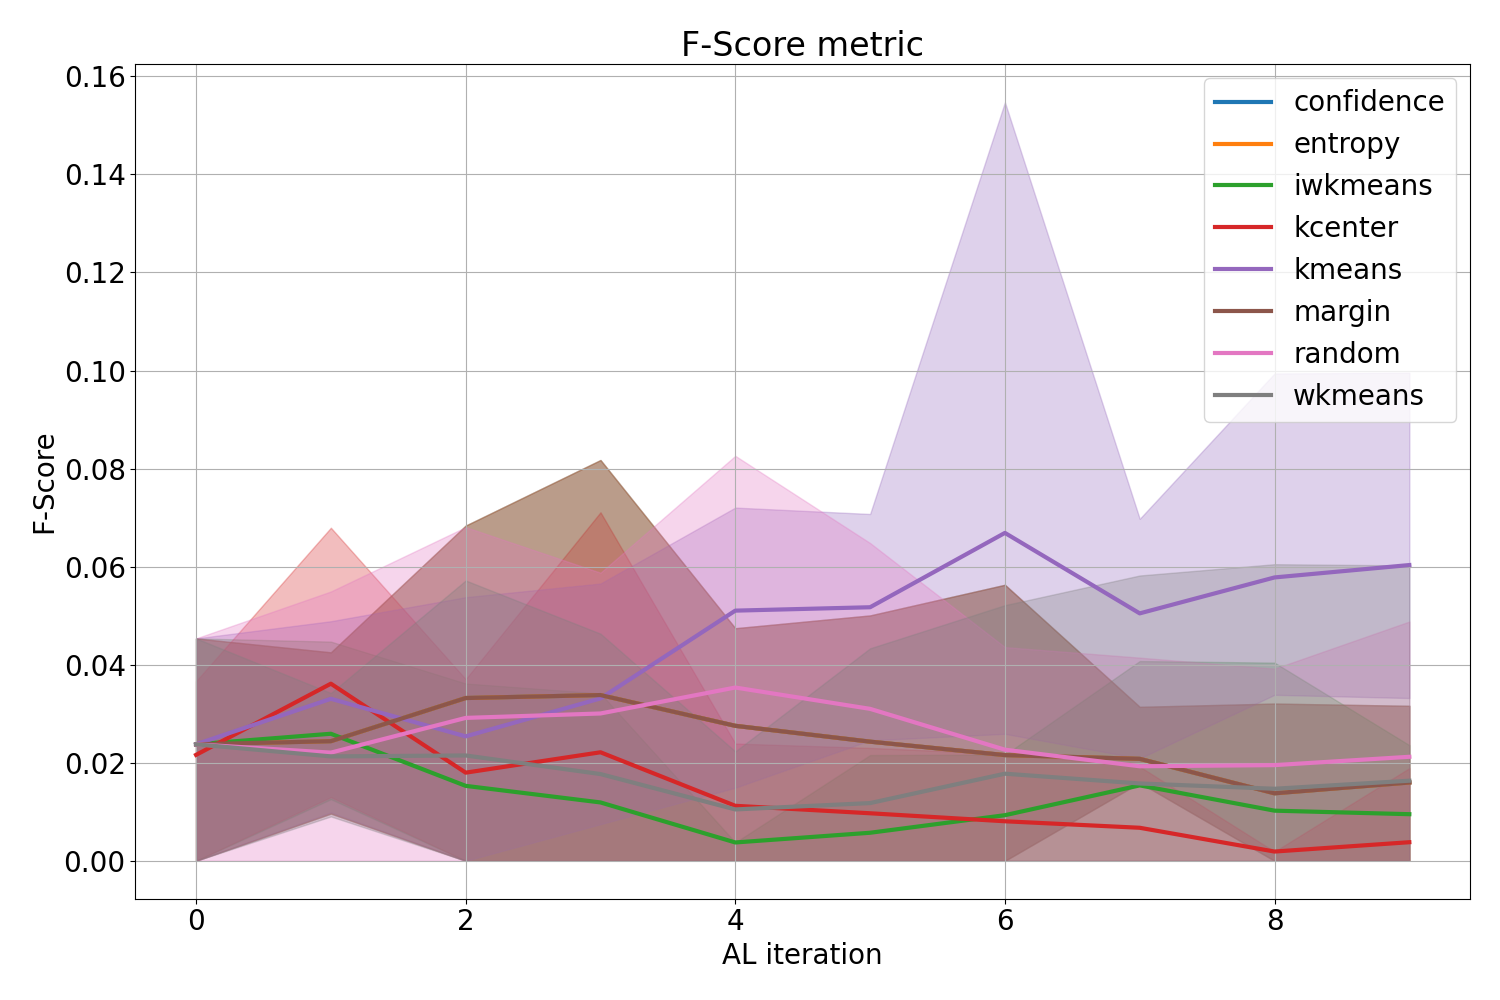 F-Score metric
0.16
0.14
0.12
0.10
0.08
0.06
0.04
0.02
0.00
F-Score
0 2 4 6 8
AL iteration
confidence
entropy
iwkmeans
kcenter
kmeans
margin
random
wkmeans